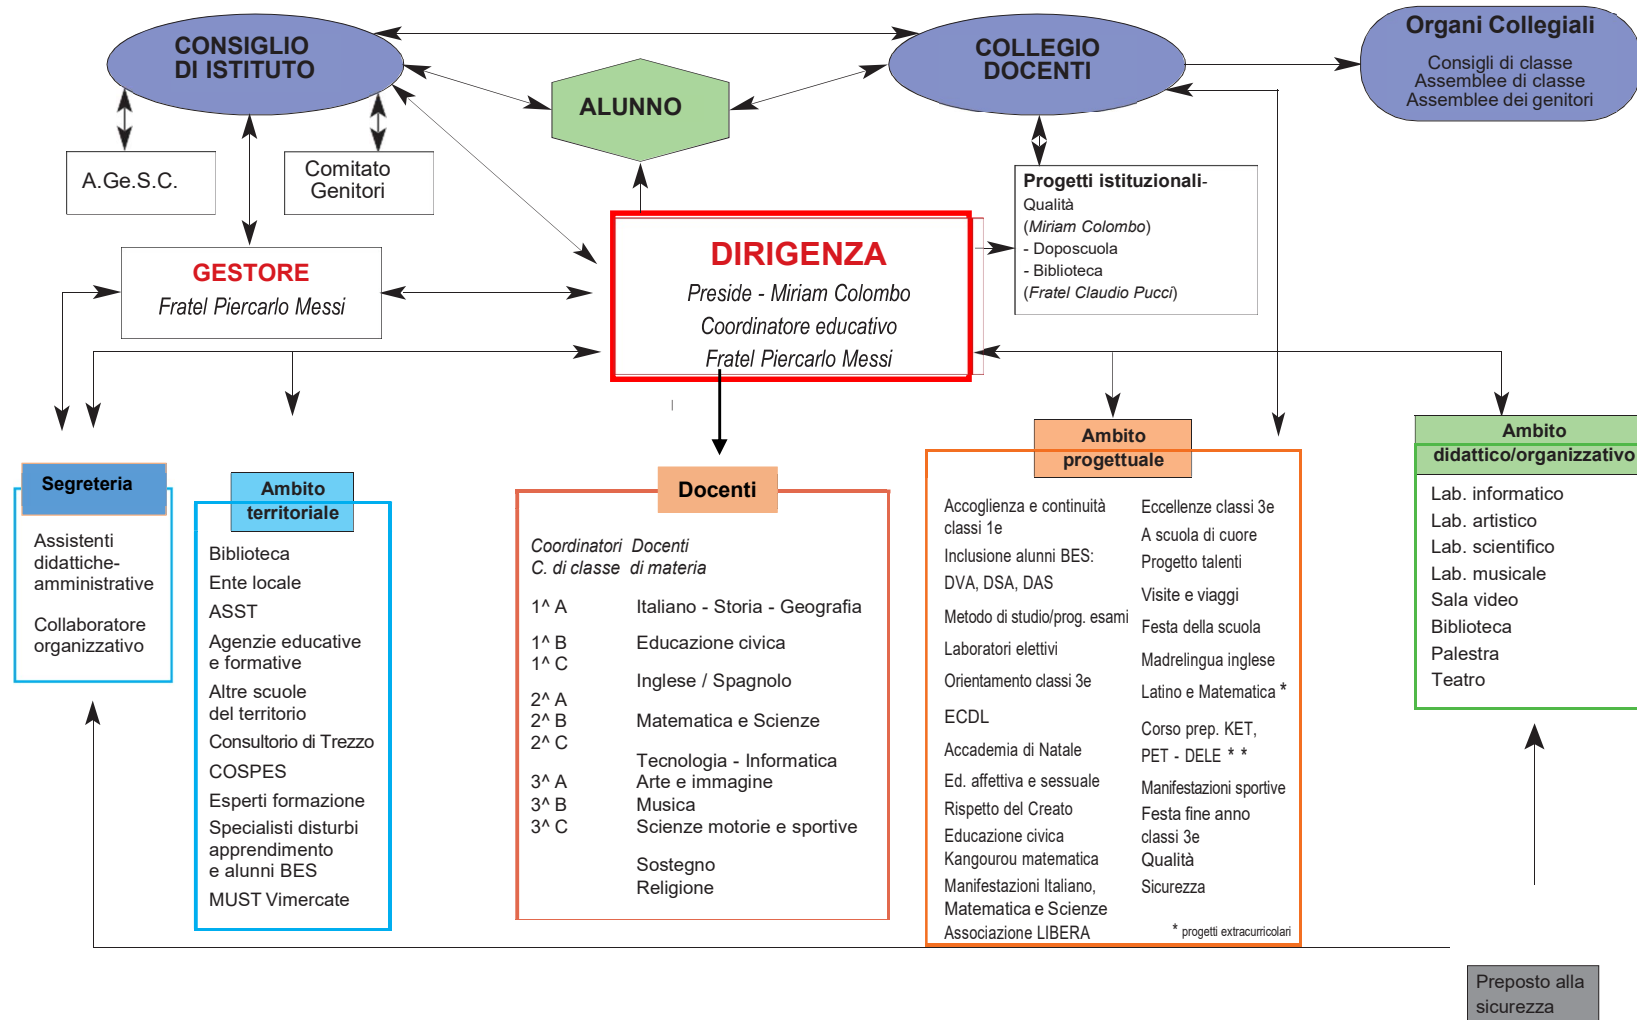 CONSIGLIO
DI ISTITUTO
COLLEGIO
DOCENTI
Organi Collegiali
Consigli di classe
Assemblee di classe
Assemblee dei genitori
ALUNNO
A.Ge.S.C.
Comitato
Genitori
Progetti istituzionali-
Qualità
(Miriam Colombo)
- Doposcuola
- Biblioteca
(Fratel Claudio Pucci)
GESTORE
Fratel Piercarlo Messi
DIRIGENZA
Preside - Miriam Colombo
Coordinatore educativo
Fratel Piercarlo Messi
Segreteria
Assistenti
didattiche-
amministrative
Collaboratore
organizzativo
Ambito
territoriale
Biblioteca
Ente locale
ASST
Agenzie educative
e formative
Altre scuole
del territorio
Consultorio di Trezzo
COSPES
Esperti formazione
Specialisti disturbi
apprendimento
e alunni BES
MUST Vimercate
Docenti
Coordinatori Docenti
C. di classe di materia
1^ A Italiano - Storia - Geografia
1^ B Educazione civica
1^ C
Inglese / Spagnolo
2^ A
2^ B Matematica e Scienze
2^ C
Tecnologia - Informatica
3^ A Arte e immagine
3^ B Musica
3^ C Scienze motorie e sportive
Sostegno
Religione
Ambito
progettuale
Accoglienza e continuità
classi 1e
Inclusione alunni BES:
DVA, DSA, DAS
Metodo di studio/prog. esami
Laboratori elettivi
Orientamento classi 3e
ECDL
Accademia di Natale
Ed. affettiva e sessuale
Rispetto del Creato
Educazione civica
Kangourou matematica
Manifestazioni Italiano,
Matematica e Scienze
Associazione LIBERA
Eccellenze classi 3e
A scuola di cuore
Progetto talenti
Visite e viaggi
Festa della scuola
Madrelingua inglese
Latino e Matematica *
Corso prep. KET,
PET - DELE * *
Manifestazioni sportive
Festa fine anno
classi 3e
Qualità
Sicurezza
* progetti extracurricolari
Ambito
didattico/organizzativo
Lab. informatico
Lab. artistico
Lab. scientifico
Lab. musicale
Sala video
Biblioteca
Palestra
Teatro
Preposto alla
sicurezza